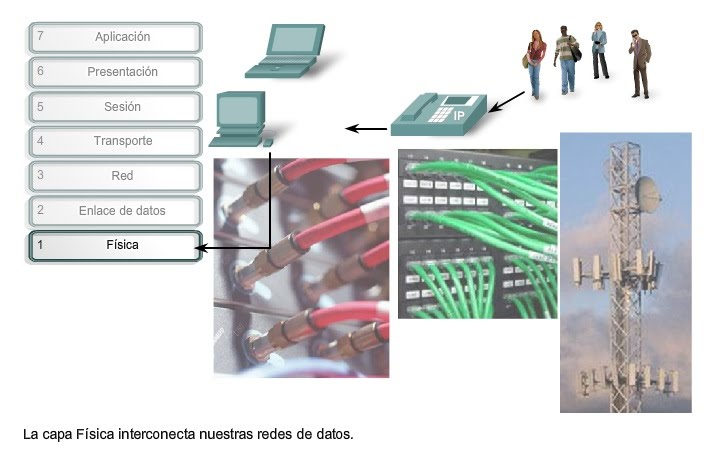 7 Aplicación
6 Presentación
5 Sesión
4 Transporte
3 Red
2 Enlace de datos
1 Física
IP
La capa Física interconecta nuestras redes de datos.